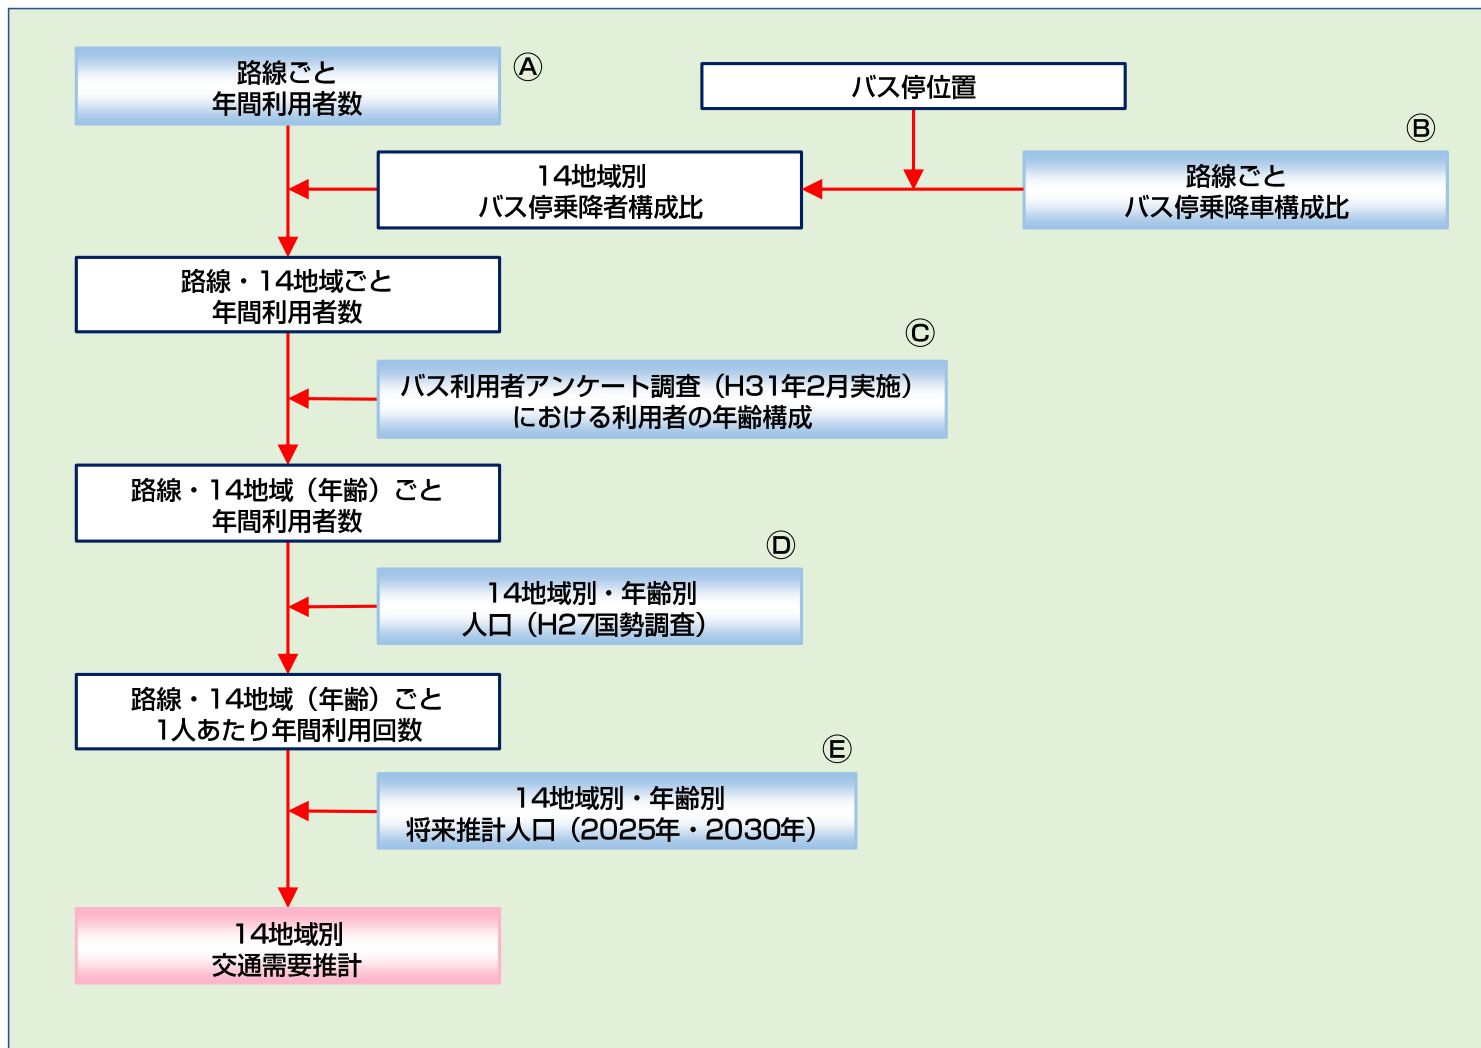 路線ごと
年間利用者数
Ⓐ
バス停位置
Ⓑ
14地域別
バス停乗降者構成比
路線ごと
バス停乗降車構成比
路線・14地域ごと
年間利用者数
Ⓒ
バス利用者アンケート調査（H31年2月実施）
における利用者の年齢構成
路線・14地域（年齢）ごと
年間利用者数
Ⓓ
14地域別・年齢別
人口（H27国勢調査）
路線・14地域（年齢）ごと
1人あたり年間利用回数
Ⓔ
14地域別・年齢別
将来推計人口（2025年・2030年）
14地域別
交通需要推計